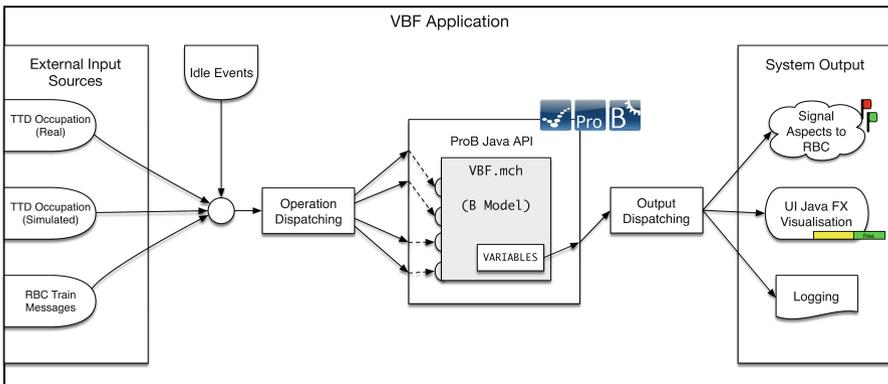 VBF Application
External Input
Sources
TTD Occupation
(Real)
TTD Occupation
(Simulated)
RBC Train
Messages
Idle Events
Operation
Dispatching
Pro B
ProB Java API
VBF.mch
(B Model)
VARIABLES
Output
Dispatching
System Output
Signal
Aspects to
RBC
UI Java FX
Visualisation
free
Logging